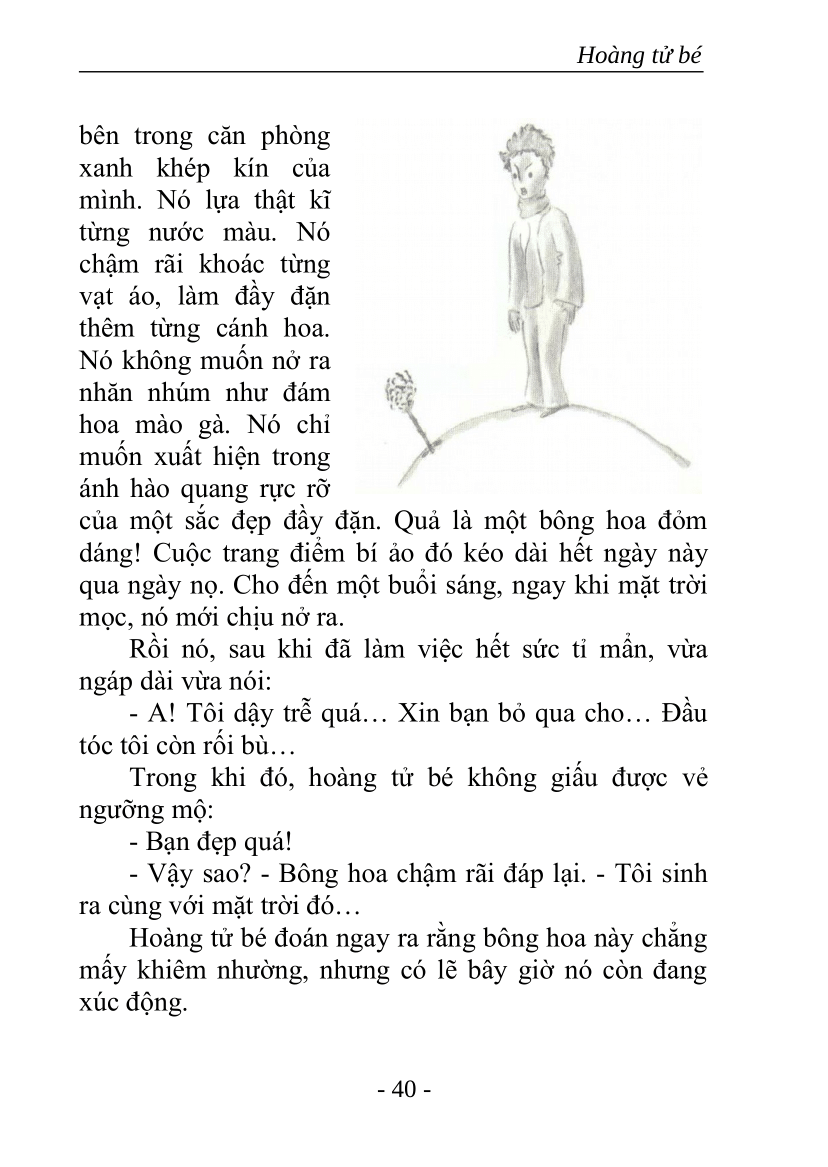 Hoàng tử bé
bên trong căn phòng
xanh khép kín của
mình. Nó lựa thật kĩ
từng nước màu. Nó
chậm rãi khoác từng
vạt áo, làm đầy đặn
thêm từng cánh hoa.
Nó không muốn nở ra
nhăn nhúm như đám
hoa mào gà. Nó chỉ
muốn xuất hiện trong
ánh hào quang rực rỡ
của một sắc đẹp đầy đặn. Quả là một bông hoa đỏm
dáng! Cuộc trang điểm bí ảo đó kéo dài hết ngày này
qua ngày nọ. Cho đến một buổi sáng, ngay khi mặt trời
mọc, nó mới chịu nở ra.
Rồi nó, sau khi đã làm việc hết sức tỉ mẩn, vừa
ngáp dài vừa nói:
- A! Tôi dậy trễ quá… Xin bạn bỏ qua cho… Đầu
tóc tôi còn rối bù…
Trong khi đó, hoàng tử bé không giấu được vẻ
ngưỡng mộ:
- Bạn đẹp quá!
- Vậy sao? - Bông hoa chậm rãi đáp lại. - Tôi sinh
ra cùng với mặt trời đó…
Hoàng tử bé đoán ngay ra rằng bông hoa này chẳng
mấy khiêm nhường, nhưng có lẽ bây giờ nó còn đang
xúc động.
- 40 -